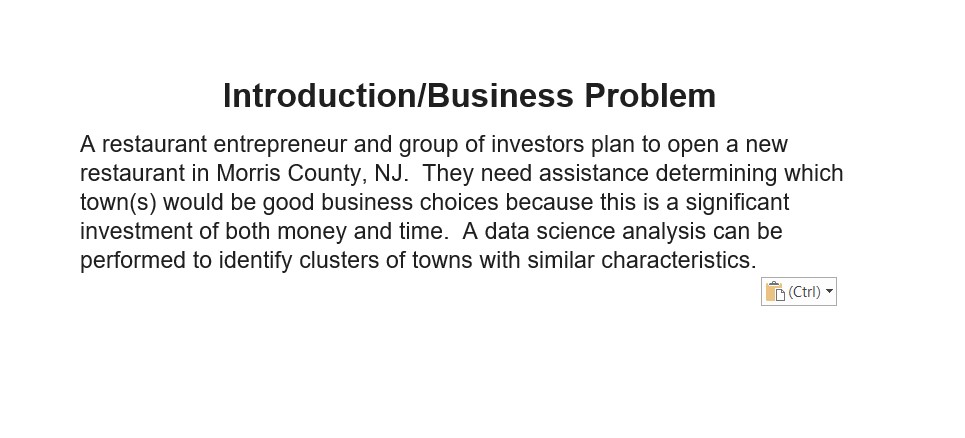 Introduction/Business Problem
A restaurant entrepreneur and group of investors plan to open a new
restaurant in Morris County, NJ.  They need assistance determining which
town(s) would be good business choices because this is a significant
investment of both money and time.  A data science analysis can be
performed to identify clusters of towns with similar characteristics.
(Ctrl)